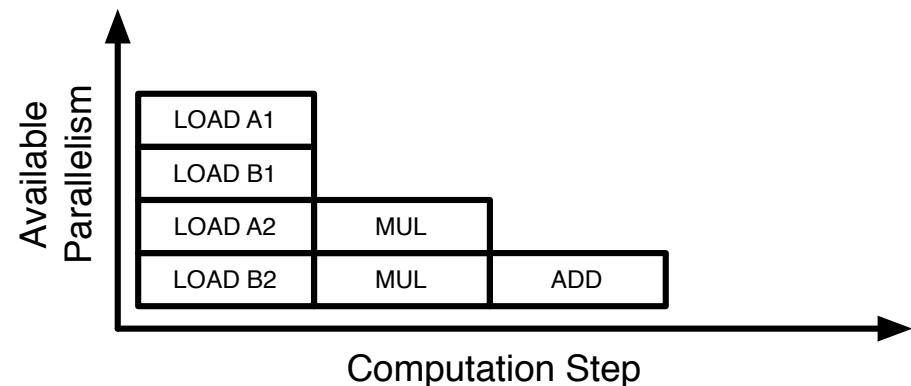 Available
Parallelism
LOAD A1
LOAD B1
LOAD A2 MUL
LOAD B2 MUL ADD
Computation Step